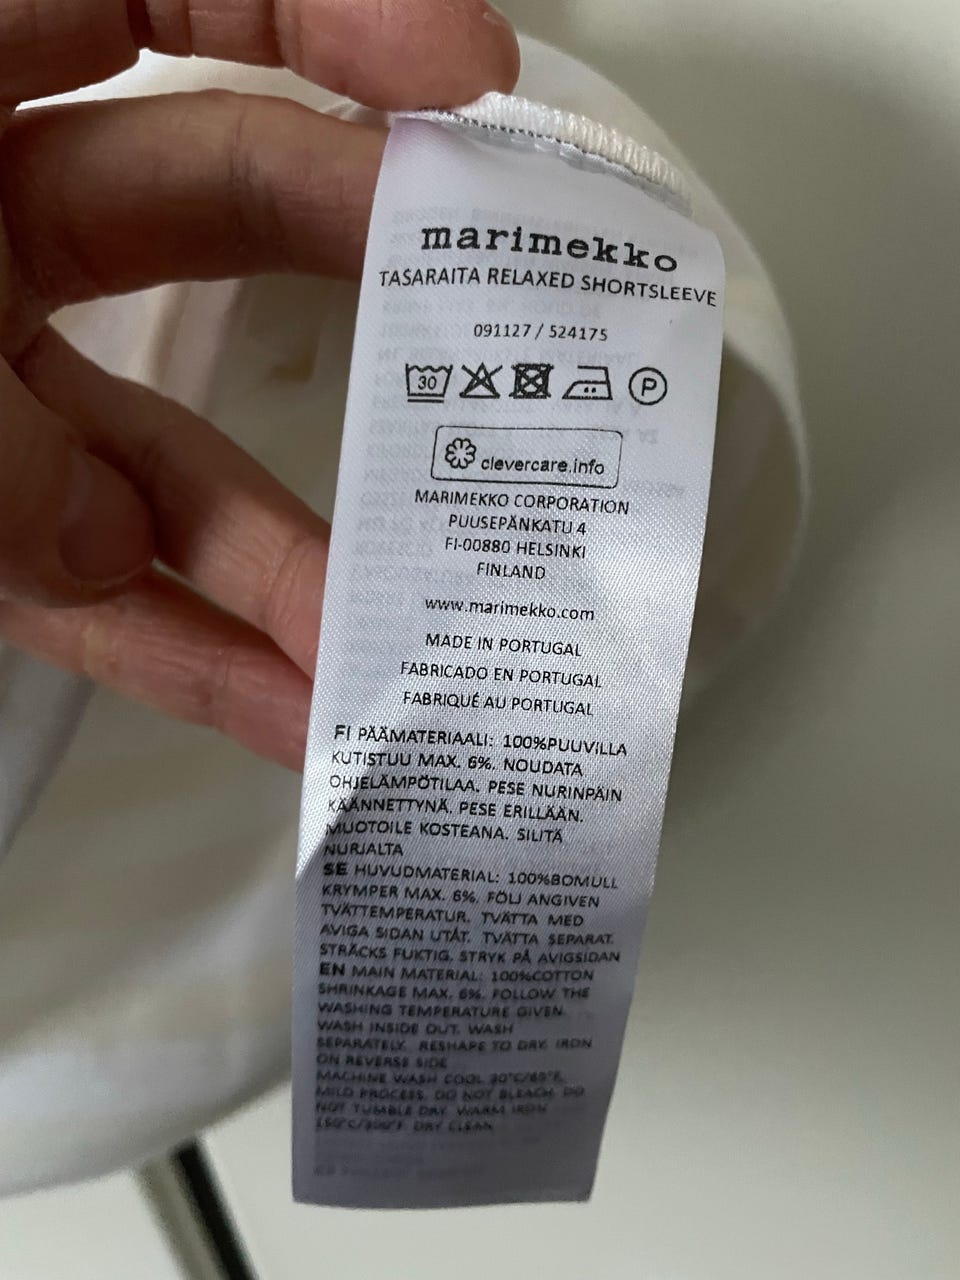 marimekko
TASARAITA RELAXED SHORTSLEEVE
091127 / 524175
30 P
clevercare.info
MARIMEKKO CORPORATION
PUUSEPÄNKATU 4
FI-00880 HELSINKI
FINLAND
www.marimekko.com
MADE IN PORTUGAL
FABRICADO EN PORTUGAL
FABRIQUÉ AU PORTUGAL
FI PÄÄMATERIAALI: 100%PUUVILLA
KUTISTUU MAX. 6%. NOUDATA
OHJELÄMPÖTILAA. PESE NURINPÄIN
KÄÄNNETTYNÄ. PESE ERILLÄÄN.
MUOTOILE KOSTEANA. SILITÄ
NURJALTA
SE HUVUDMATERIAL: 100%BOMULL
KRYMPER MAX. 6%. FÖLJ ANGIVEN
TVÄTTEMPERATUR. TVÄTTA MED
AVIGA SIDAN UTÅT. TVÄTTA SEPARAT.
STRÄCKS FUKTIG. STRYK PÅ AVIGSIDAN
EN MAIN MATERIAL: 100%COTTON
SHRINKAGE MAX. 6%. FOLLOW THE
WASHING TEMPERATURE GIVEN.
WASH INSIDE OUT. WASH
SEPARATELY. RESHAPE TO DRY. IRON
ON REVERSE SIDE
MACHINE WASH COOL 30°C/85°F.
MILD PROCESS. DO NOT BLEACH. DO
NOT TUMBLE DRY. WARM IRON
150°C/300°F. DRY CLEAN